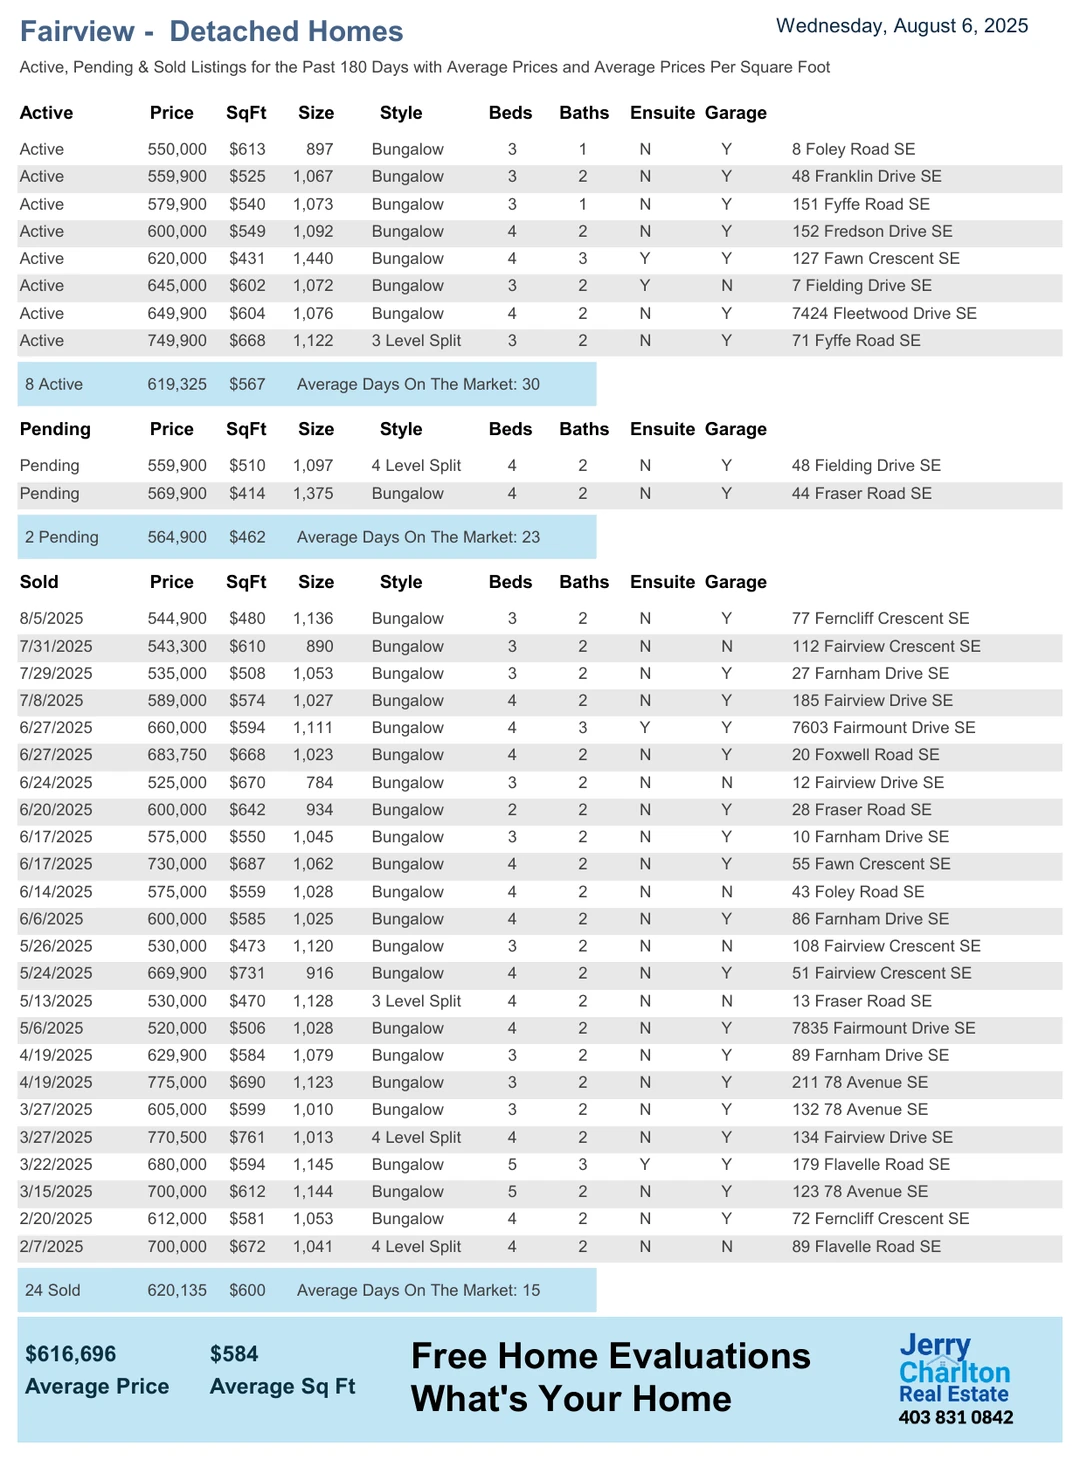 Fairview - Detached Homes
Wednesday, August 6, 2025
Active, Pending & Sold Listings for the Past 180 Days with Average Prices and Average Prices Per Square Foot
Active Price SqFt Size Style Beds Baths Ensuite Garage
Active 550,000 $613 897 Bungalow 3 1 N Y 8 Foley Road SE
Active 559,900 $525 1,067 Bungalow 3 2 N Y 48 Franklin Drive SE
Active 579,900 $540 1,073 Bungalow 3 1 N Y 151 Fyffe Road SE
Active 600,000 $549 1,092 Bungalow 4 2 N Y 152 Fredson Drive SE
Active 620,000 $431 1,440 Bungalow 4 3 Y Y 127 Fawn Crescent SE
Active 645,000 $602 1,072 Bungalow 3 2 Y N 7 Fielding Drive SE
Active 649,900 $604 1,076 Bungalow 4 2 N Y 7424 Fleetwood Drive SE
Active 749,900 $668 1,122 3 Level Split 3 2 N Y 71 Fyffe Road SE
8 Active 619,325 $567 Average Days On The Market: 30
Pending Price SqFt Size Style Beds Baths Ensuite Garage
Pending 559,900 $510 1,097 4 Level Split 4 2 N Y 48 Fielding Drive SE
Pending 569,900 $414 1,375 Bungalow 4 2 N Y 44 Fraser Road SE
2 Pending 564,900 $462 Average Days On The Market: 23
Sold Price SqFt Size Style Beds Baths Ensuite Garage
8/5/2025 544,900 $480 1,136 Bungalow 3 2 N Y 77 Ferncliff Crescent SE
7/31/2025 543,300 $610 890 Bungalow 3 2 N N 112 Fairview Crescent SE
7/29/2025 535,000 $508 1,053 Bungalow 3 2 N Y 27 Farnham Drive SE
7/8/2025 589,000 $574 1,027 Bungalow 4 2 N Y 185 Fairview Drive SE
6/27/2025 660,000 $594 1,111 Bungalow 4 3 Y Y 7603 Fairmount Drive SE
6/27/2025 683,750 $668 1,023 Bungalow 4 2 N Y 20 Foxwell Road SE
6/24/2025 525,000 $670 784 Bungalow 3 2 N N 12 Fairview Drive SE
6/20/2025 600,000 $642 934 Bungalow 2 2 N Y 28 Fraser Road SE
6/17/2025 575,000 $550 1,045 Bungalow 3 2 N Y 10 Farnham Drive SE
6/17/2025 730,000 $687 1,062 Bungalow 4 2 N Y 55 Fawn Crescent SE
6/14/2025 575,000 $559 1,028 Bungalow 4 2 N N 43 Foley Road SE
6/6/2025 600,000 $585 1,025 Bungalow 4 2 N Y 86 Farnham Drive SE
5/26/2025 530,000 $473 1,120 Bungalow 3 2 N N 108 Fairview Crescent SE
5/24/2025 669,900 $731 916 Bungalow 4 2 N Y 51 Fairview Crescent SE
5/13/2025 530,000 $470 1,128 3 Level Split 4 2 N N 13 Fraser Road SE
5/6/2025 520,000 $506 1,028 Bungalow 4 2 N Y 7835 Fairmount Drive SE
4/19/2025 629,900 $584 1,079 Bungalow 3 2 N Y 89 Farnham Drive SE
4/19/2025 775,000 $690 1,123 Bungalow 3 2 N Y 211 78 Avenue SE
3/27/2025 605,000 $599 1,010 Bungalow 3 2 N Y 132 78 Avenue SE
3/27/2025 770,500 $761 1,013 4 Level Split 4 2 N Y 134 Fairview Drive SE
3/22/2025 680,000 $594 1,145 Bungalow 5 3 Y Y 179 Flavelle Road SE
3/15/2025 700,000 $612 1,144 Bungalow 5 2 N Y 123 78 Avenue SE
2/20/2025 612,000 $581 1,053 Bungalow 4 2 N Y 72 Ferncliff Crescent SE
2/7/2025 700,000 $672 1,041 4 Level Split 4 2 N N 89 Flavelle Road SE
24 Sold 620,135 $600 Average Days On The Market: 15
$616,696 $584
Average Price Average Sq Ft
Free Home Evaluations
What's Your Home
Jerry
Charlton
Real Estate
403 831 0842